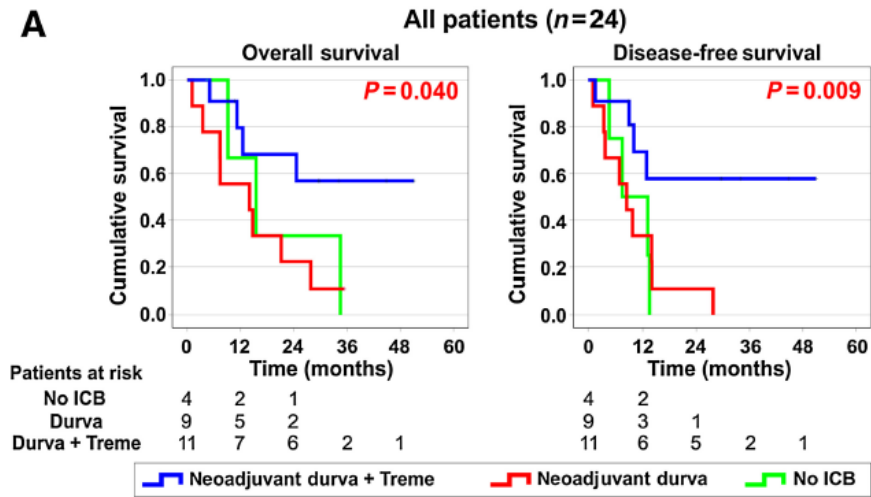 A
All patients (n=24)
Overall survival
Disease-free survival
P = 0.040
P = 0.009
Cumulative survival
1.0
0.8
0.6
0.4
0.2
0.0
Cumulative survival
1.0
0.8
0.6
0.4
0.2
0.0
0 12 24 36 48 60
0 12 24 36 48 60
Time (months)
Time (months)
Patients at risk
No ICB 4 2 1 4 2
Durva 9 5 2 9 3 1
Durva + Treme 11 7 6 2 1 11 6 5 2 1
Neoadjuvant durva + Treme Neoadjuvant durva No ICB